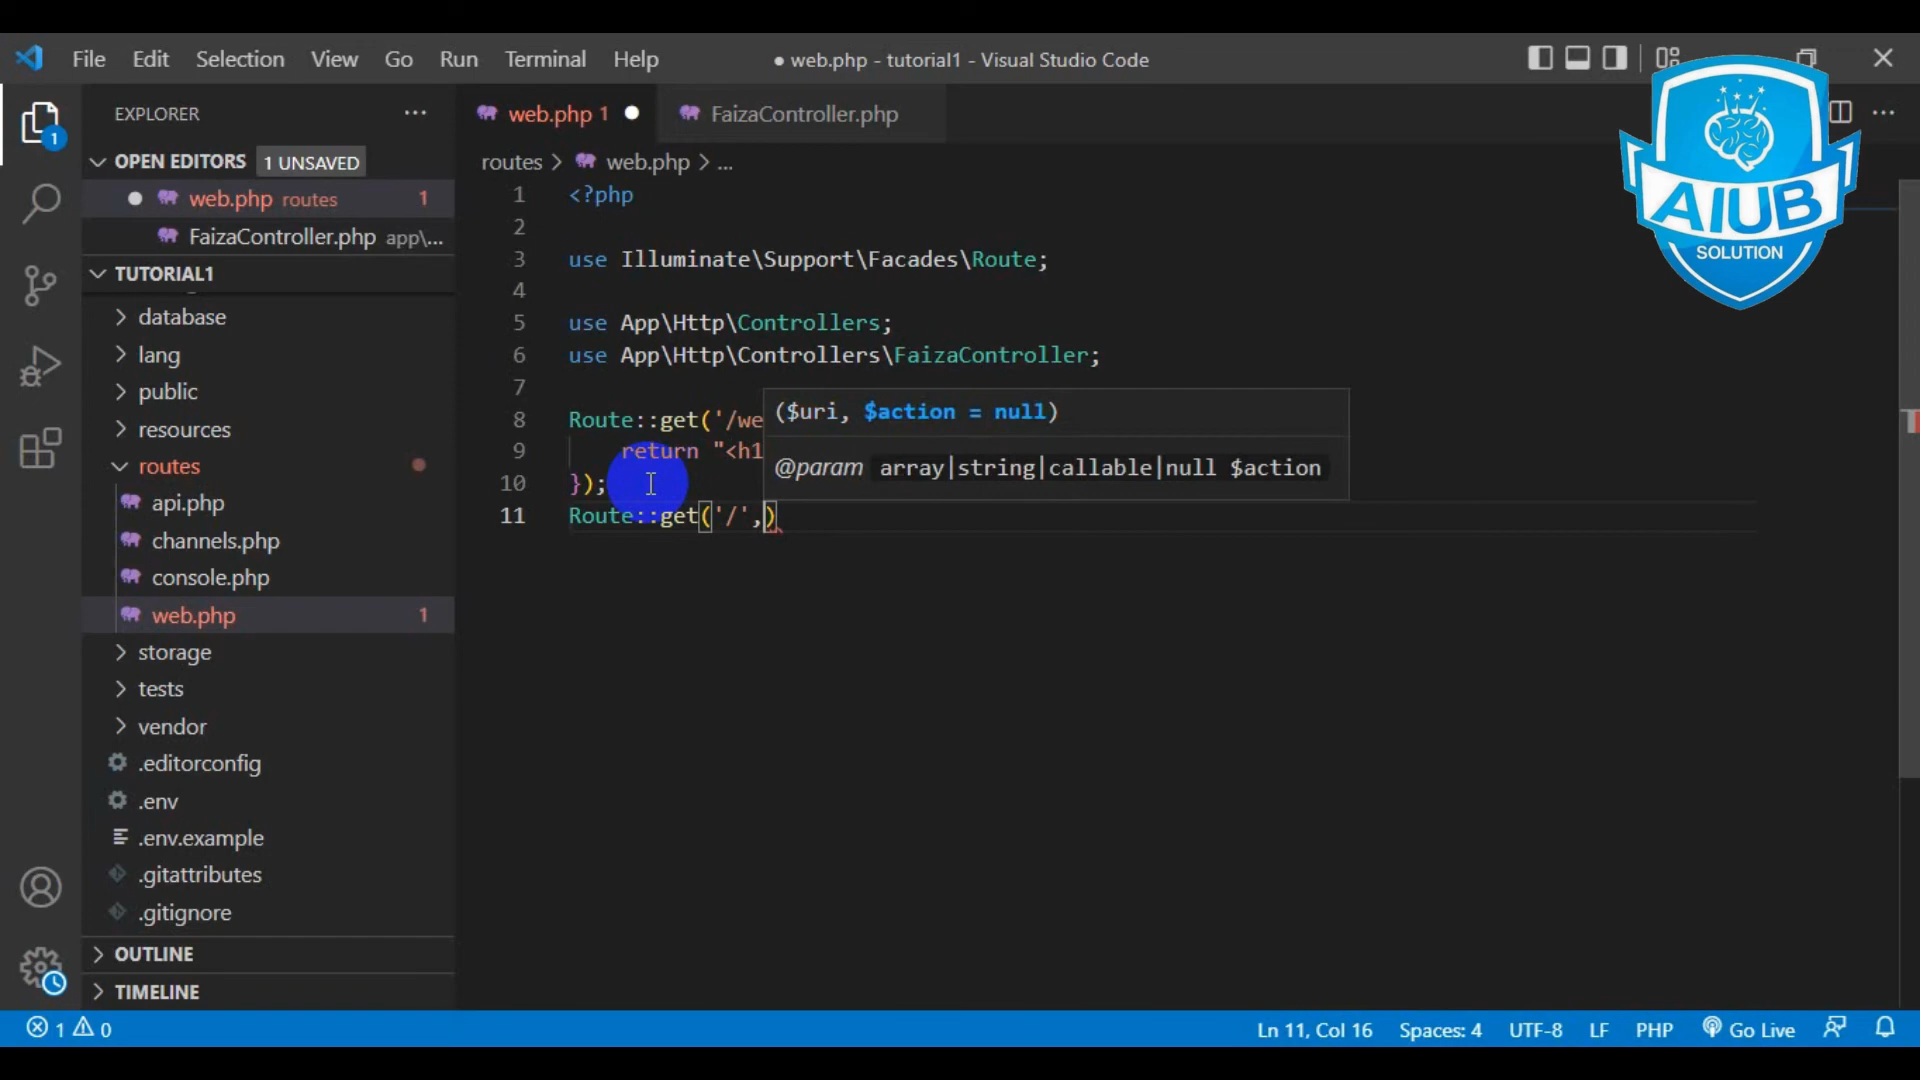 File Edit Selection View Go Run Terminal Help
● web.php - tutorial1 - Visual Studio Code
EXPLORER
OPEN EDITORS 1 UNSAVED
web.php routes 1
FaizaController.php app\...
TUTORIAL1
database
lang
public
resources
routes
api.php
channels.php
console.php
web.php 1
storage
tests
vendor
.editorconfig
.env
.env.example
.gitattributes
.gitignore
OUTLINE
TIMELINE
web.php 1 FaizaController.php
routes > web.php > ...
1 <?php
2
3 use Illuminate\Support\Facades\Route;
4
5 use App\Http\Controllers;
6 use App\Http\Controllers\FaizaController;
7
8 Route::get('/we
9 return "<h1
10 });
11 Route::get('/',)
($uri, $action = null)
@param array|string|callable|null $action
AIUB
SOLUTION
1 0 Ln 11, Col 16 Spaces: 4 UTF-8 LF PHP Go Live
1